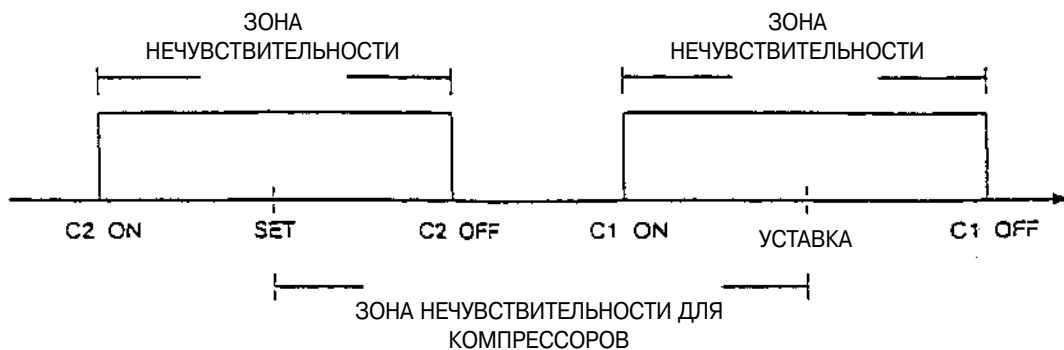 ЗОНА
НЕЧУВСТВИТЕЛЬНОСТИ
ЗОНА
НЕЧУВСТВИТЕЛЬНОСТИ
C2 ON
SET
C2 OFF
C1 ON
УСТАВКА
C1 OFF
ЗОНА НЕЧУВСТВИТЕЛЬНОСТИ ДЛЯ
КОМПРЕССОРОВ